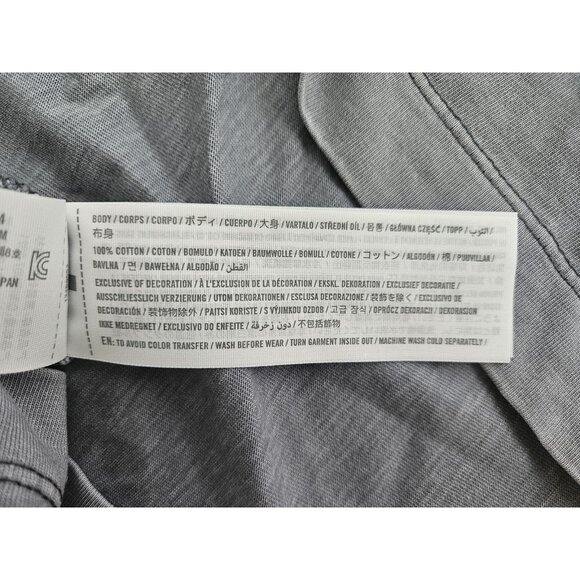 BODY / CORPS / CORPO / ボディ / CUERPO / 大身 / VARTALO / STŘEDNÍ DÍL / 몸통 / GŁÓWNA CZĘŚĆ / TOPP / التوب /
布身
100% COTTON / COTON / BOMULD / KATOEN / BAUMWOLLE / BOMULL / COTONE / コットン / ALGODÓN / 棉 / PUUVILLAA /
BAVLNA / 면 / BAWEŁNA / ALGODÃO / القطن
EXCLUSIVE OF DECORATION / À L'EXCLUSION DE LA DÉCORATION / EKSKL. DEKORATION / EXCLUSIEF DECORATIE /
AUSSCHLIESSLICH VERZIERUNG / UTOM DEKORATIONEN / ESCLUSA DECORAZIONE / 装飾を除く / EXCLUSIVO DE
DECORACIÓN / 装饰物除外 / PAITSI KORISTE / S VÝJIMKOU OZDOB / 고급 장식 / OPRÓCZ DEKORACJI / DEKORASJON
IKKE MEDREGNET / EXCLUSIVO DO ENFEITE / دون زخرفة / 不包括飾物
EN: TO AVOID COLOR TRANSFER / WASH BEFORE WEAR / TURN GARMENT INSIDE OUT / MACHINE WASH COLD SEPARATELY /
M
M
PAN